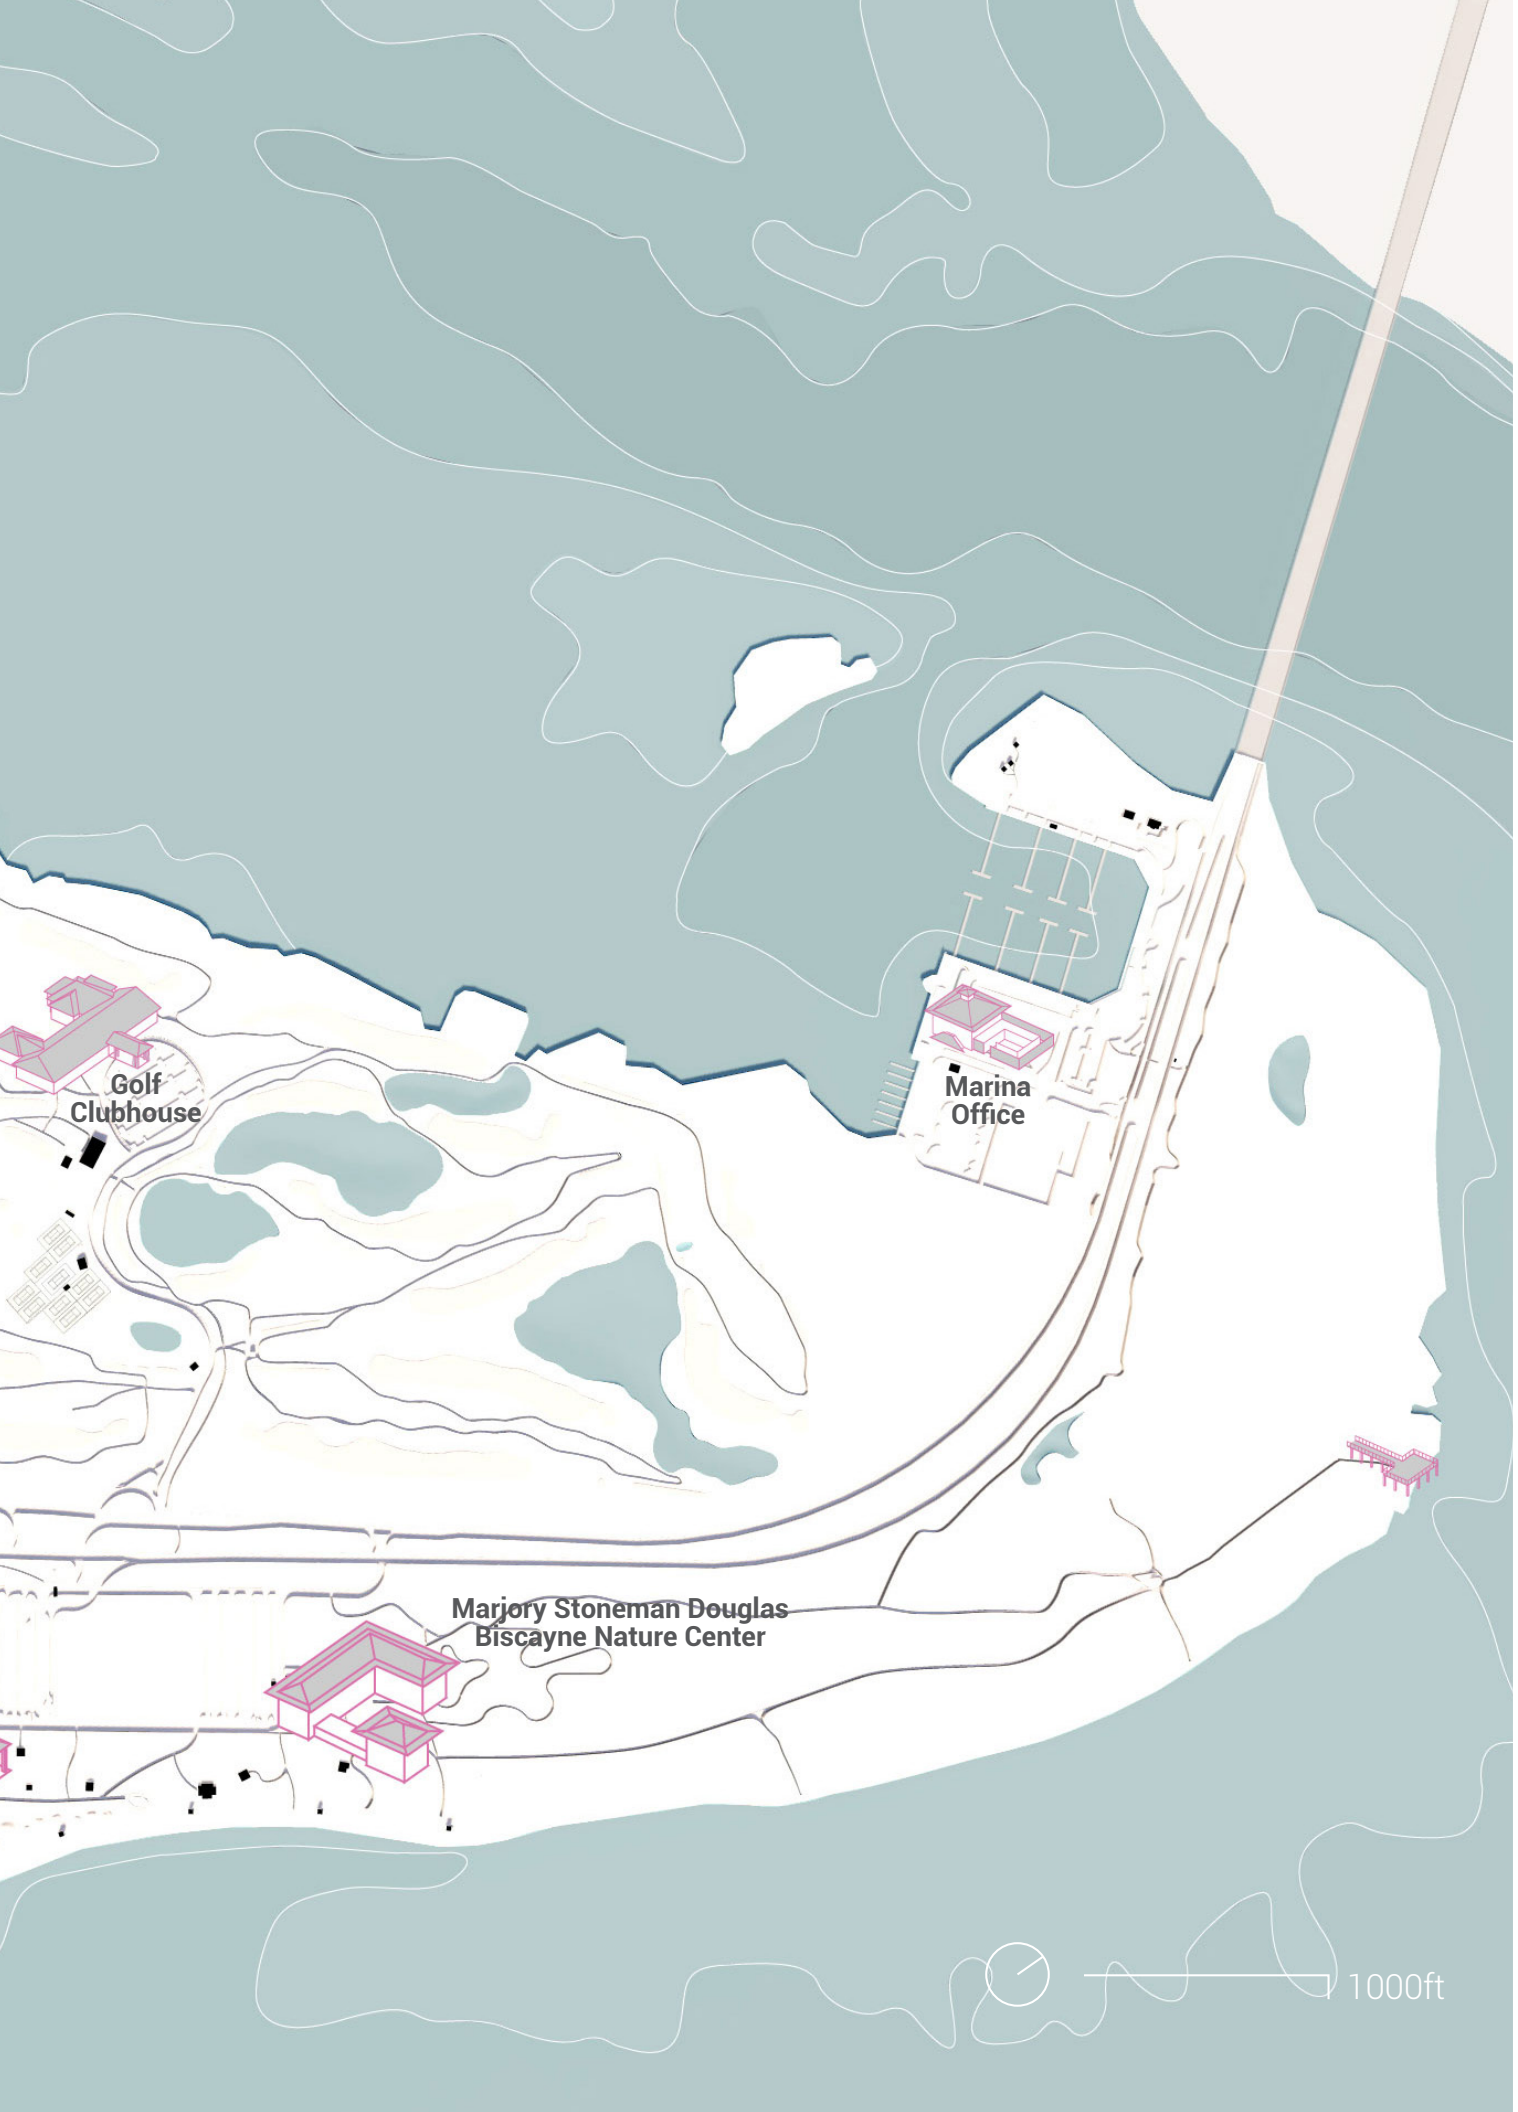 Golf
Clubhouse
Marina
Office
Marjory Stoneman Douglas
Biscayne Nature Center
1000ft